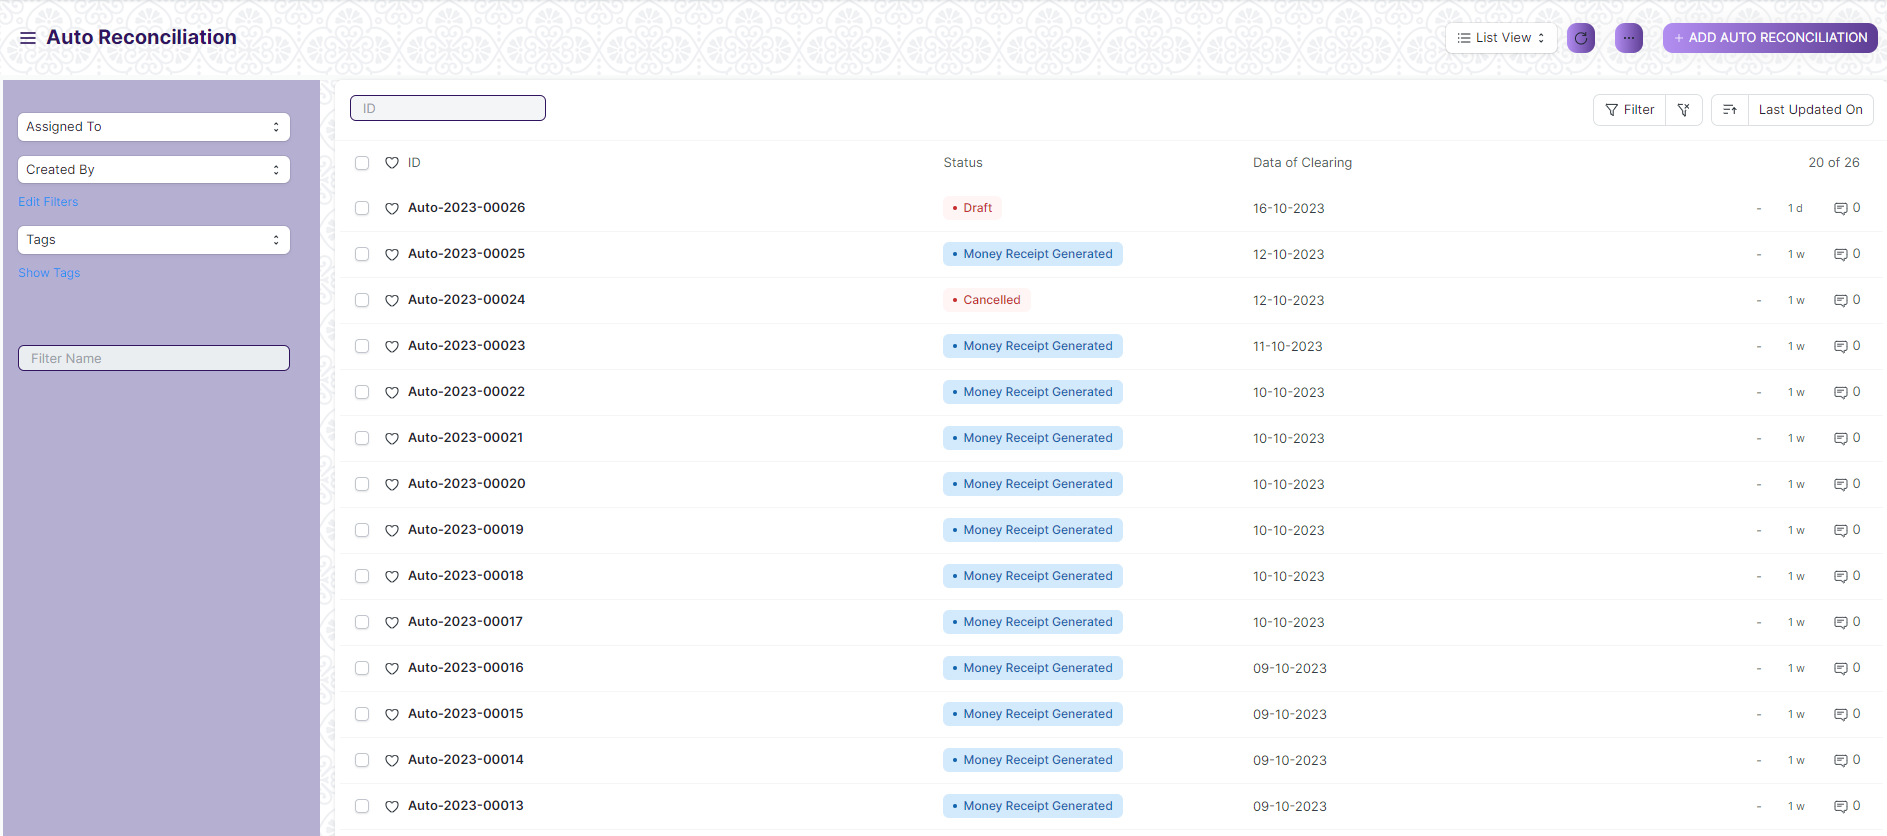 Auto Reconciliation
List View
...
+ ADD AUTO RECONCILIATION
Assigned To
Created By
Edit Filters
Tags
Show Tags
Filter Name
ID
Filter
Last Updated On
ID Status Data of Clearing 20 of 26
Auto-2023-00026 • Draft 16-10-2023 - 1 d 0
Auto-2023-00025 • Money Receipt Generated 12-10-2023 - 1 w 0
Auto-2023-00024 • Cancelled 12-10-2023 - 1 w 0
Auto-2023-00023 • Money Receipt Generated 11-10-2023 - 1 w 0
Auto-2023-00022 • Money Receipt Generated 10-10-2023 - 1 w 0
Auto-2023-00021 • Money Receipt Generated 10-10-2023 - 1 w 0
Auto-2023-00020 • Money Receipt Generated 10-10-2023 - 1 w 0
Auto-2023-00019 • Money Receipt Generated 10-10-2023 - 1 w 0
Auto-2023-00018 • Money Receipt Generated 10-10-2023 - 1 w 0
Auto-2023-00017 • Money Receipt Generated 10-10-2023 - 1 w 0
Auto-2023-00016 • Money Receipt Generated 09-10-2023 - 1 w 0
Auto-2023-00015 • Money Receipt Generated 09-10-2023 - 1 w 0
Auto-2023-00014 • Money Receipt Generated 09-10-2023 - 1 w 0
Auto-2023-00013 • Money Receipt Generated 09-10-2023 - 1 w 0